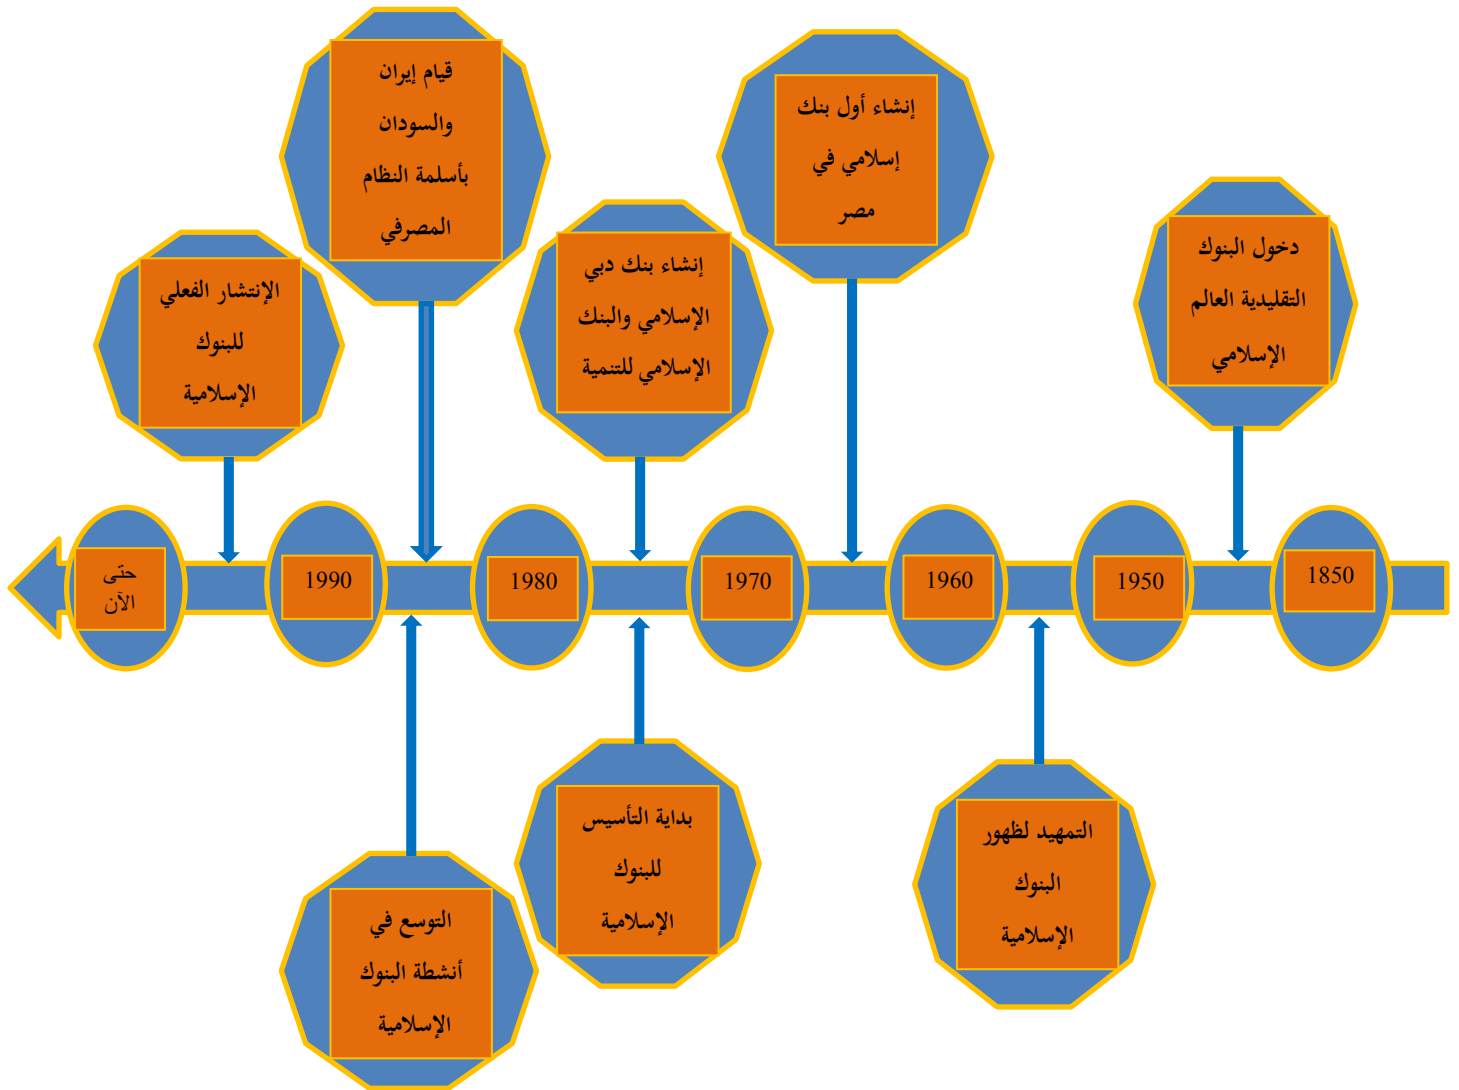 دخول البنوك
التقليدية العالم
الإسلامي
إنشاء أول بنك
إسلامي في
مصر
إنشاء بنك دبي
الإسلامي والبنك
الإسلامي للتنمية
قيام إيران
والسودان
بأسلمة النظام
المصرفي
الإنتشار الفعلي
للبنوك
الإسلامية
1850
1950
1960
1970
1980
1990
حتى
الآن
التمهيد لظهور
البنوك
الإسلامية
بداية التأسيس
للبنوك
الإسلامية
التوسع في
أنشطة البنوك
الإسلامية